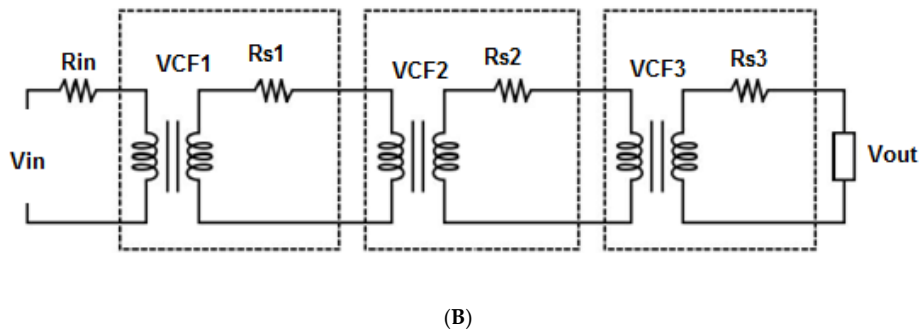 Rin
VCF1
Rs1
VCF2
Rs2
VCF3
Rs3
Vin
Vout
(B)